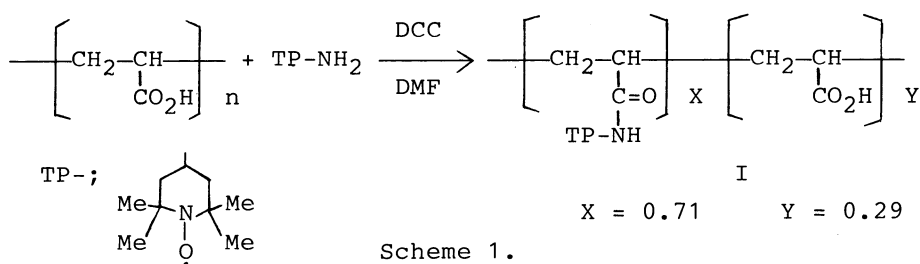 DCC
CH2—CH n + TP-NH2 DMF CH2—CH X CH2—CH Y
CO2H C=O CO2H
TP-NH
TP-; I
Me N Me X = 0.71 Y = 0.29
Me O Me
Scheme 1.